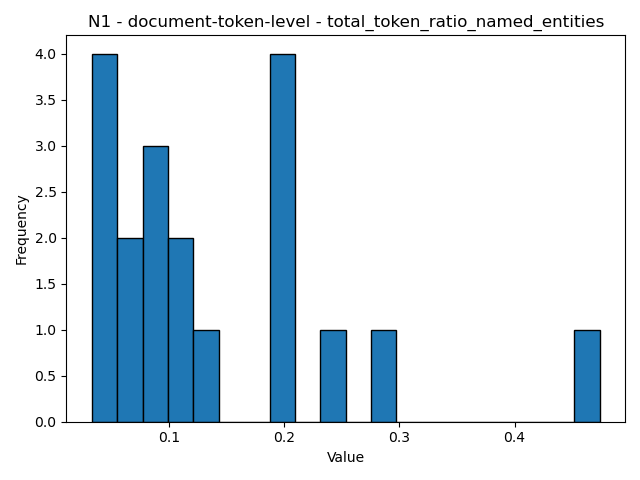 N1 - document-token-level - total_token_ratio_named_entities
Frequency
4.0
3.5
3.0
2.5
2.0
1.5
1.0
0.5
0.0
0.1 0.2 0.3 0.4
Value